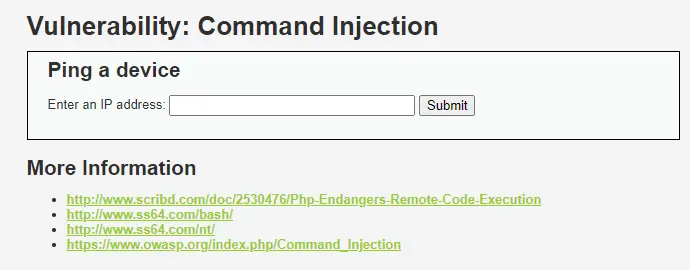 Vulnerability: Command Injection
Ping a device
Enter an IP address: Submit
More Information
http://www.scribd.com/doc/2530476/Php-Endangers-Remote-Code-Execution
http://www.ss64.com/bash/
http://www.ss64.com/nt/
https://www.owasp.org/index.php/Command_Injection